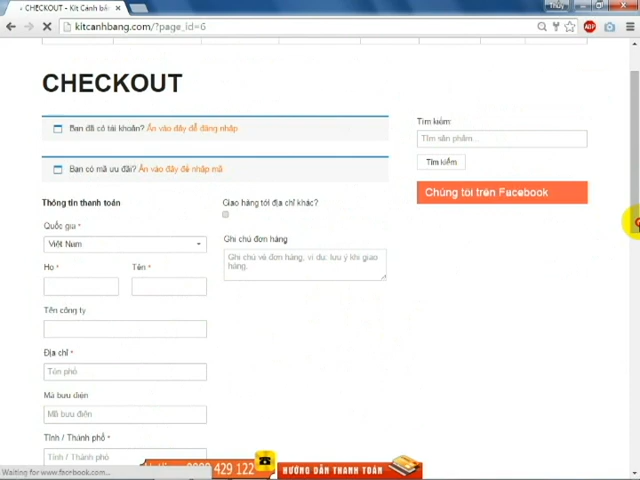 CHECKOUT - Kit Cánh bằ
Thuy
kitcanhbang.com/?page_id=6
ABP
CHECKOUT
Bạn đã có tài khoản? Ấn vào đây để đăng nhập
Bạn có mã ưu đãi? Ấn vào đây để nhập mã
Tìm kiếm:
Tìm sản phẩm...
Tìm kiếm
Chúng tôi trên Facebook
Thông tin thanh toán
Giao hàng tới địa chỉ khác?
Quốc gia *
Việt Nam
Ghi chú đơn hàng
Ghi chú về đơn hàng, ví dụ: lưu ý khi giao
hàng.
Họ *
Tên *
Tên công ty
Địa chỉ *
Tên phố
Mã bưu điện
Mã bưu điện
Tỉnh / Thành phố *
Tỉnh / Thành phố
429 122
HƯỚNG DẪN THANH TOÁN
Waiting for www.facebook.com...